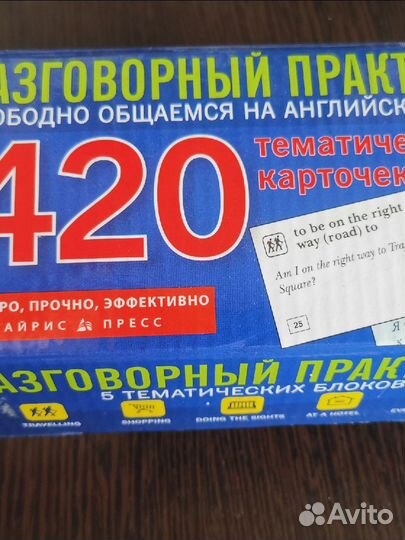 АЗГОВОРНЫЙ ПРАКТ
ОБОДНО ОБЩАЕМСЯ НА АНГЛИЙСК
420
тематиче
карточек
to be on the right
way (road) to
Am I on the right way to Tra
Square?
25
РО, ПРОЧНО, ЭФФЕКТИВНО
АЙРИС ПРЕСС
Я
к
АЗГОВОРНЫЙ ПРАКТ
5 ТЕМАТИЧЕСКИХ БЛОКОВ
TRAVELLING
SHOPPING
DOING THE SIGHTS
AT A HOTEL
Avito